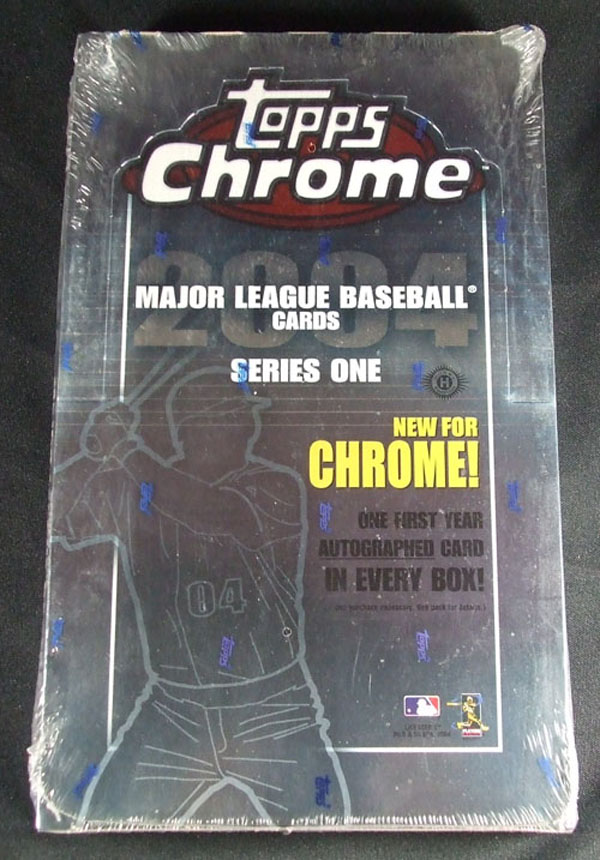 Topps
Chrome
2004
MAJOR LEAGUE BASEBALL®
CARDS
SERIES ONE
H
NEW FOR
CHROME!
ONE FIRST YEAR
AUTOGRAPHED CARD
IN EVERY BOX!
04